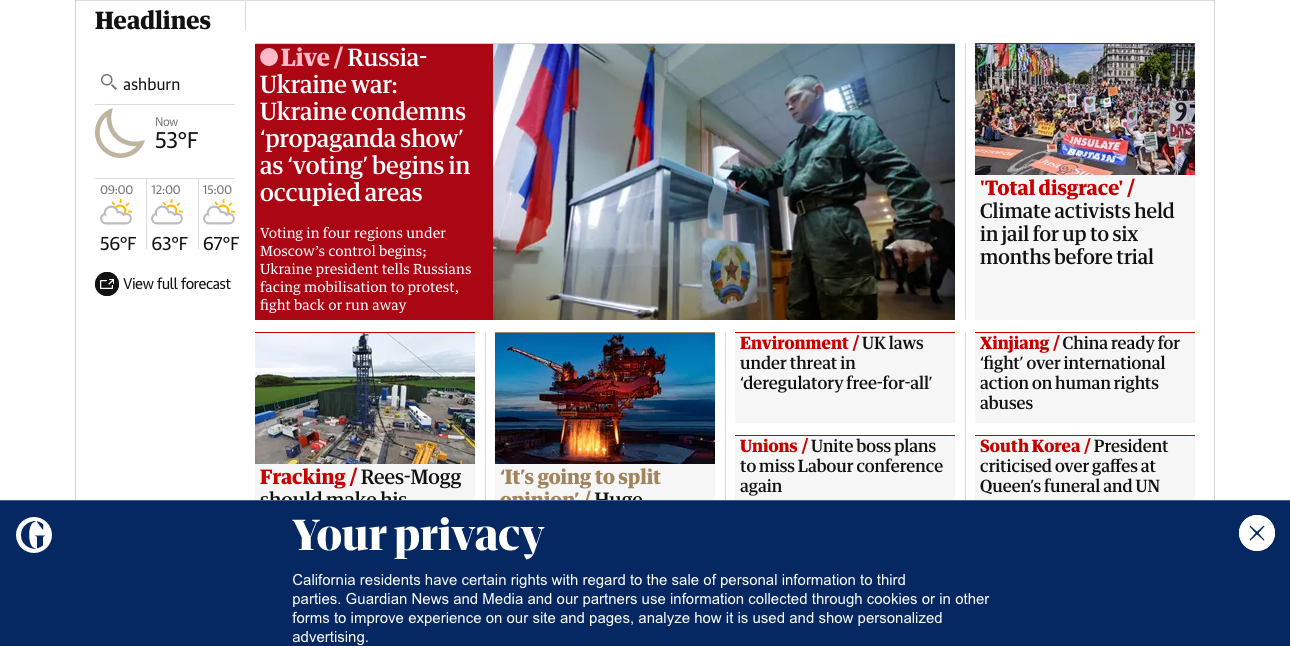 Headlines
ashburn
Now
53°F
09:00
12:00
15:00
56°F
63°F
67°F
View full forecast
Live / Russia-
Ukraine war:
Ukraine condemns
‘propaganda show’
as ‘voting’ begins in
occupied areas
Voting in four regions under
Moscow’s control begins;
Ukraine president tells Russians
facing mobilisation to protest,
fight back or run away
97
DAYS
INSULATE
BRITAIN
'Total disgrace' /
Climate activists held
in jail for up to six
months before trial
Fracking / Rees-Mogg
should make his
‘It’s going to split
opinion’ / Huge
Environment / UK laws
under threat in
‘deregulatory free-for-all’
Unions / Unite boss plans
to miss Labour conference
again
Xinjiang / China ready for
‘fight’ over international
action on human rights
abuses
South Korea / President
criticised over gaffes at
Queen’s funeral and UN
Your privacy
California residents have certain rights with regard to the sale of personal information to third
parties. Guardian News and Media and our partners use information collected through cookies or in other
forms to improve experience on our site and pages, analyze how it is used and show personalized
advertising.